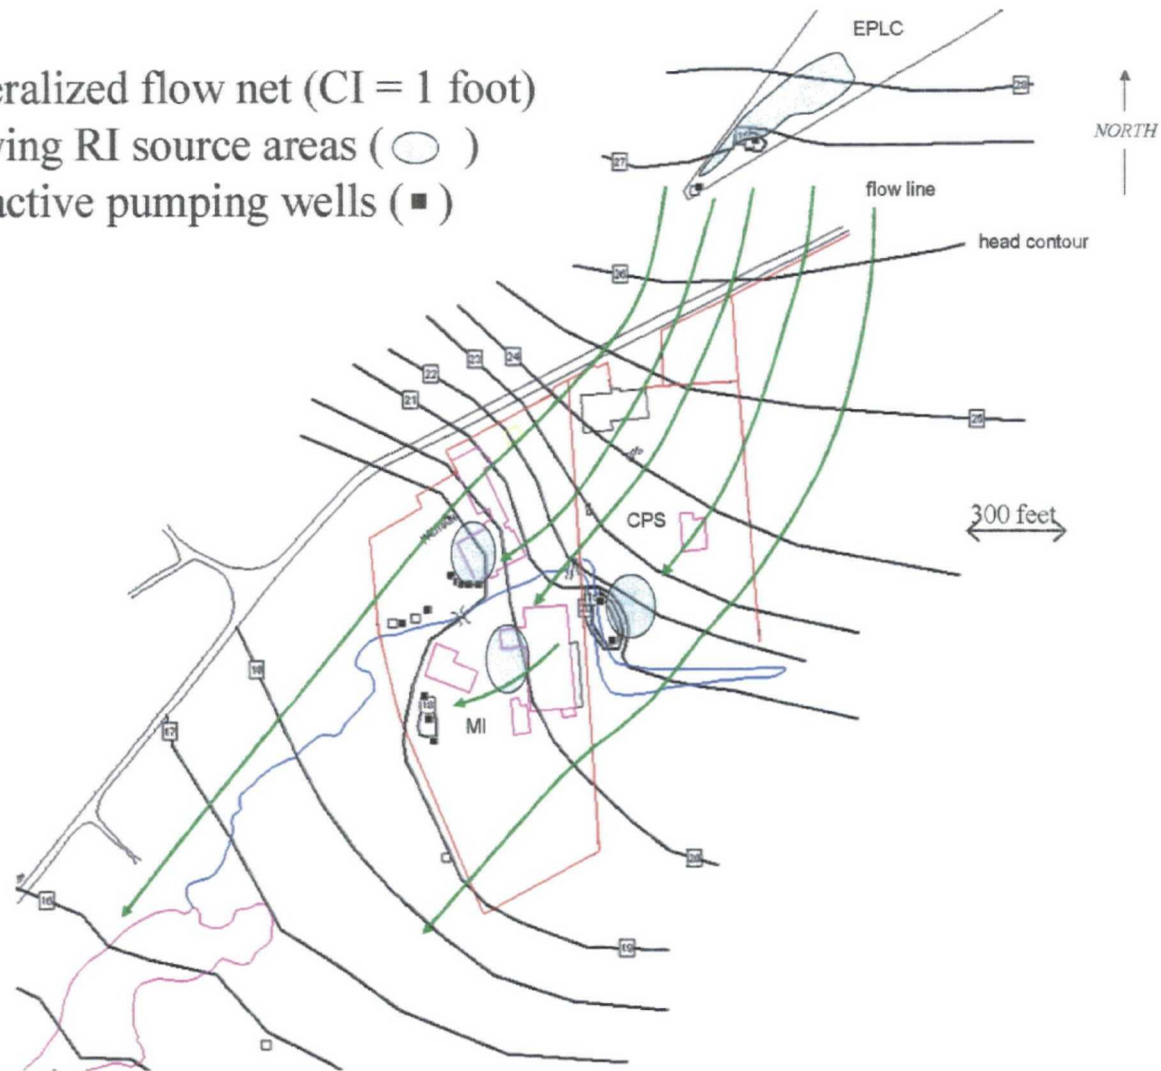 eralized flow net (CI = 1 foot)
ving RI source areas ( )
active pumping wells (■)
EPLC
28
NORTH
27
flow line
head contour
26
24
23
22
21
25
300 feet
CPS
18
17
MI
20
16
19